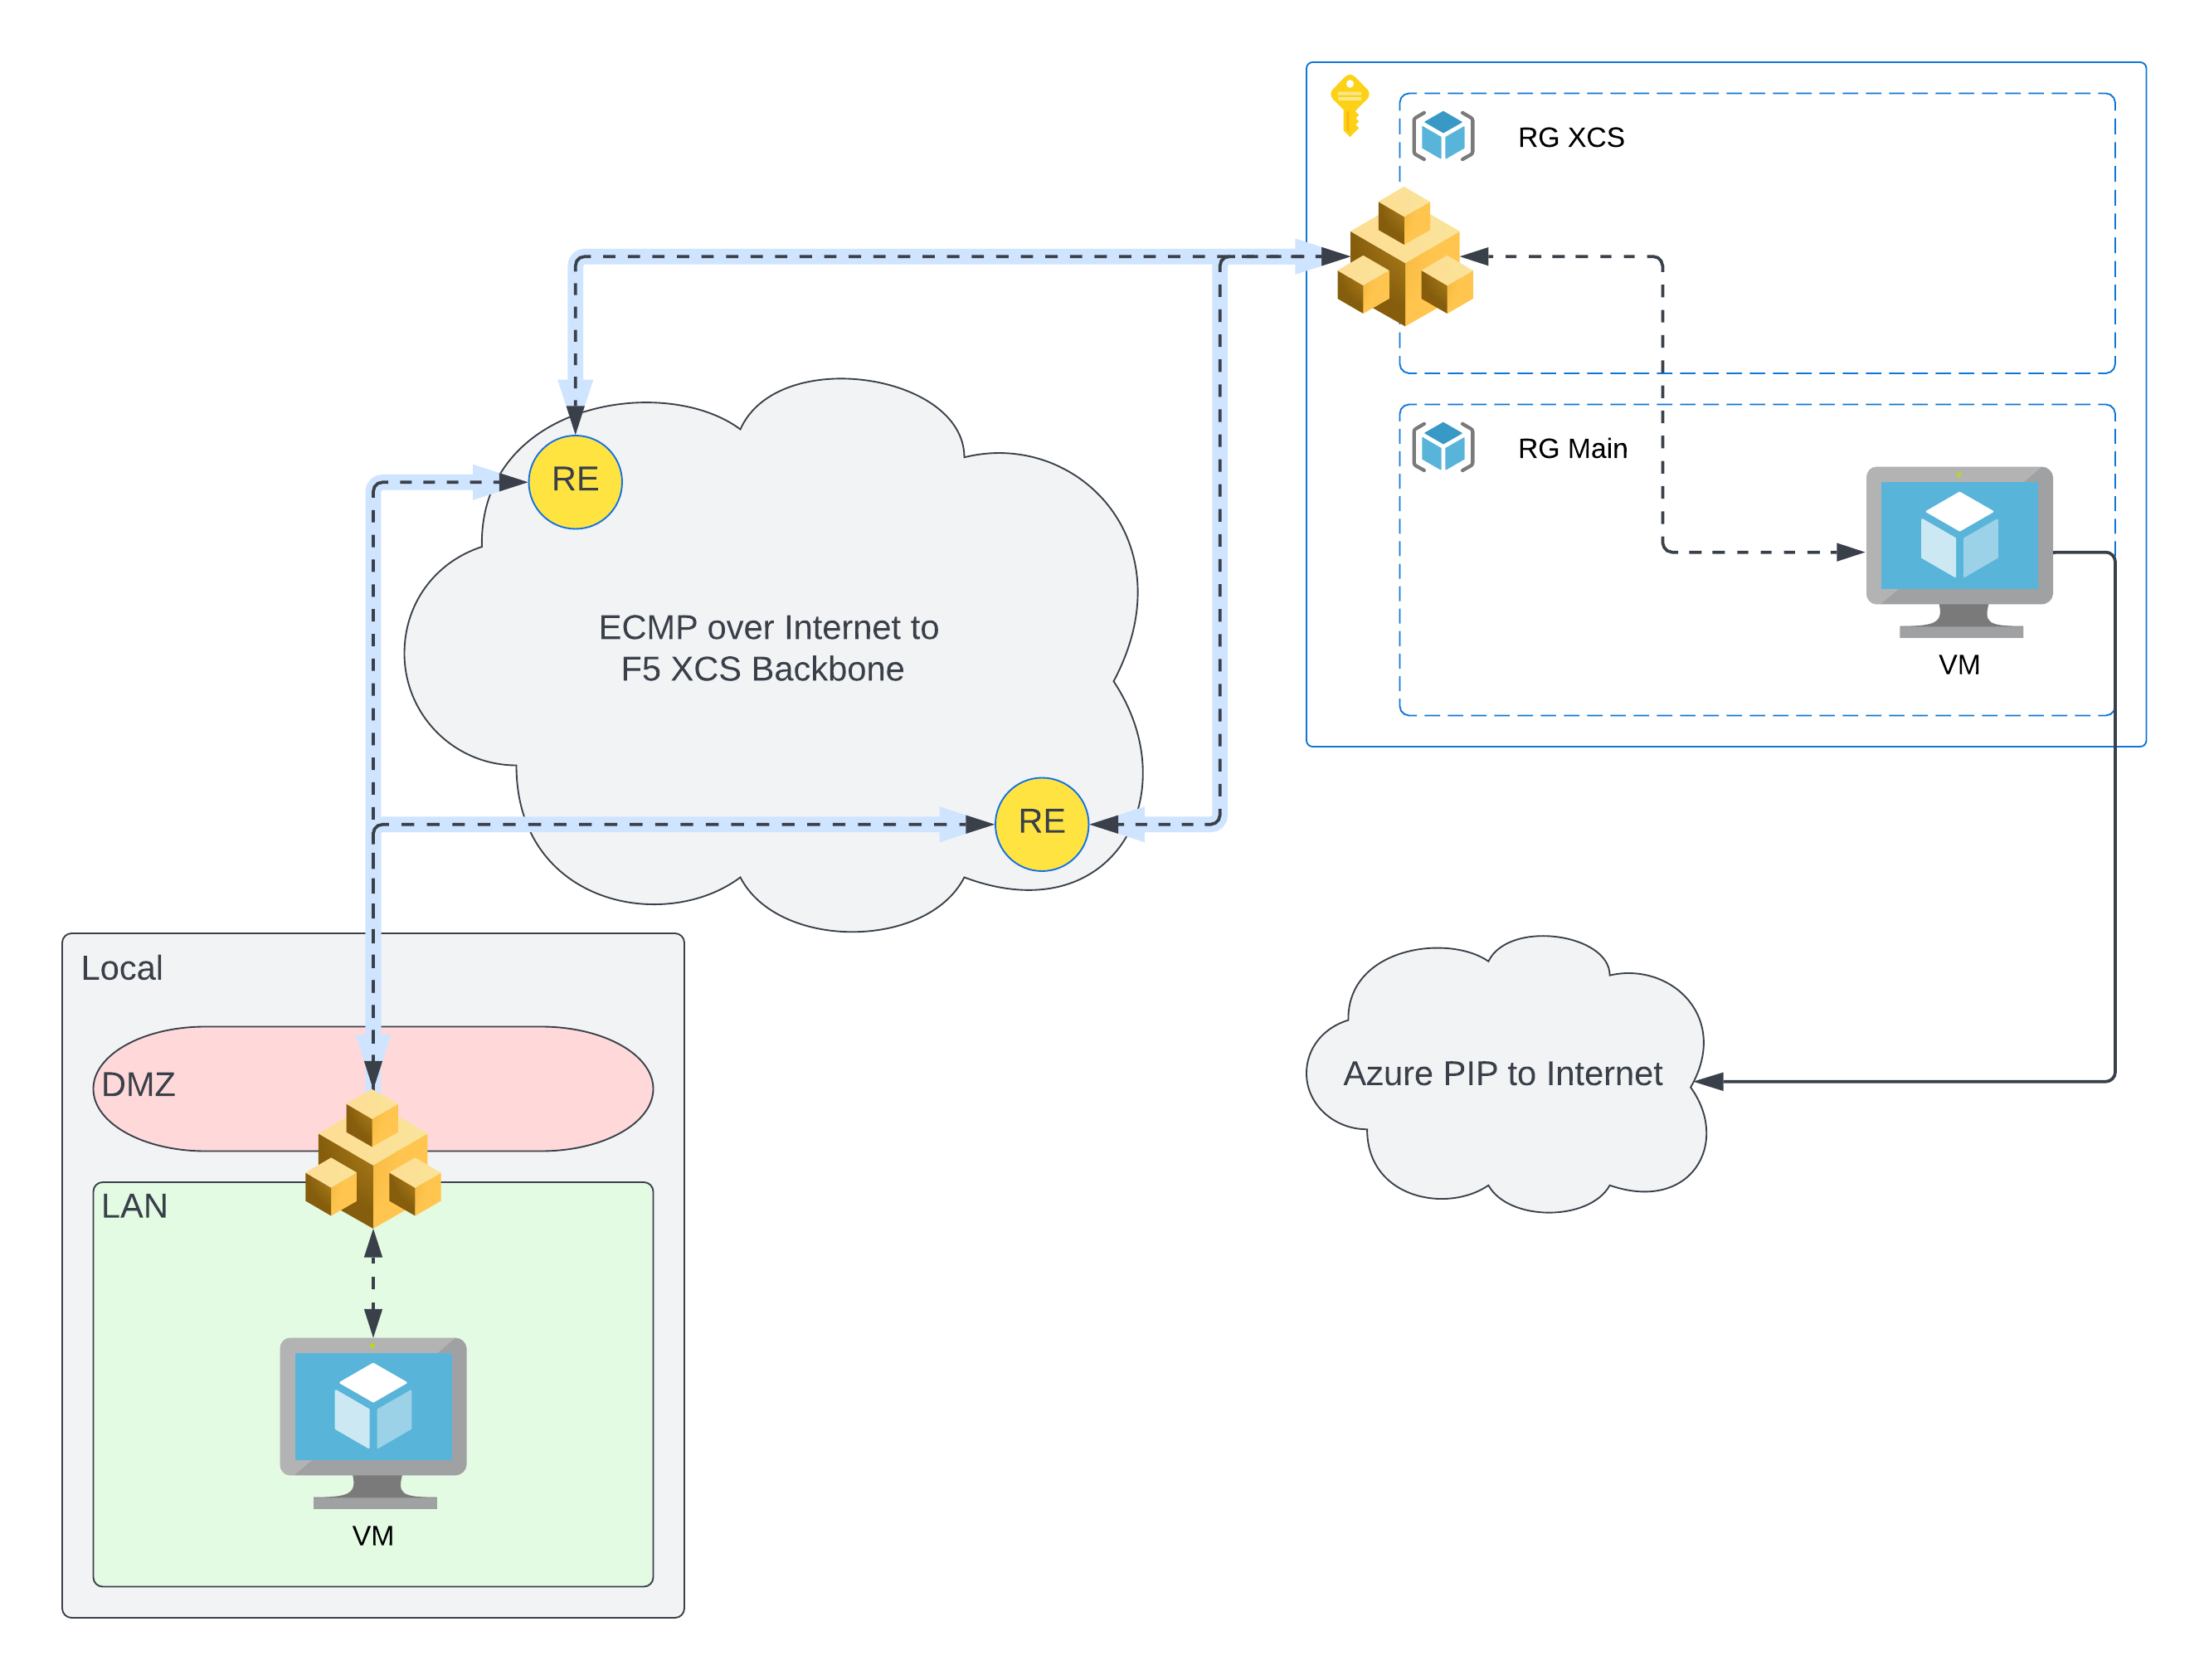 RG XCS
RG Main
VM
RE
ECMP over Internet to
F5 XCS Backbone
RE
Local
DMZ
LAN
VM
Azure PIP to Internet